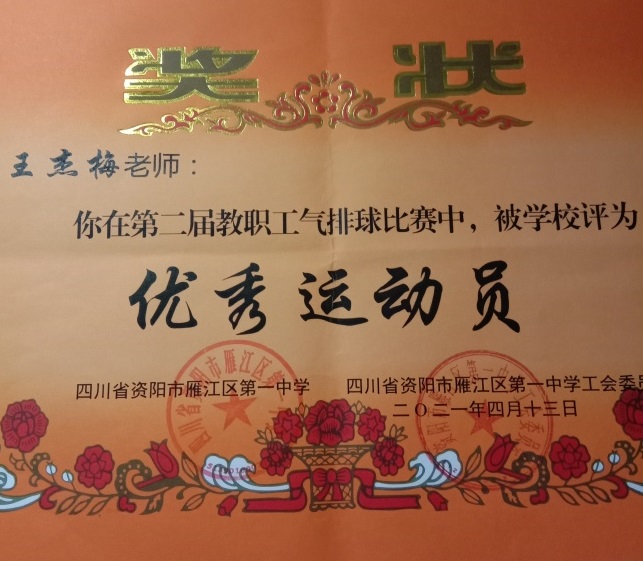 奖状
王杰梅老师：
你在第二届教职工气排球比赛中，被学校评为
优秀运动员
四川省资阳市雁江区第一中学 四川省资阳市雁江区第一中学工会委员
二〇二一年四月十三日